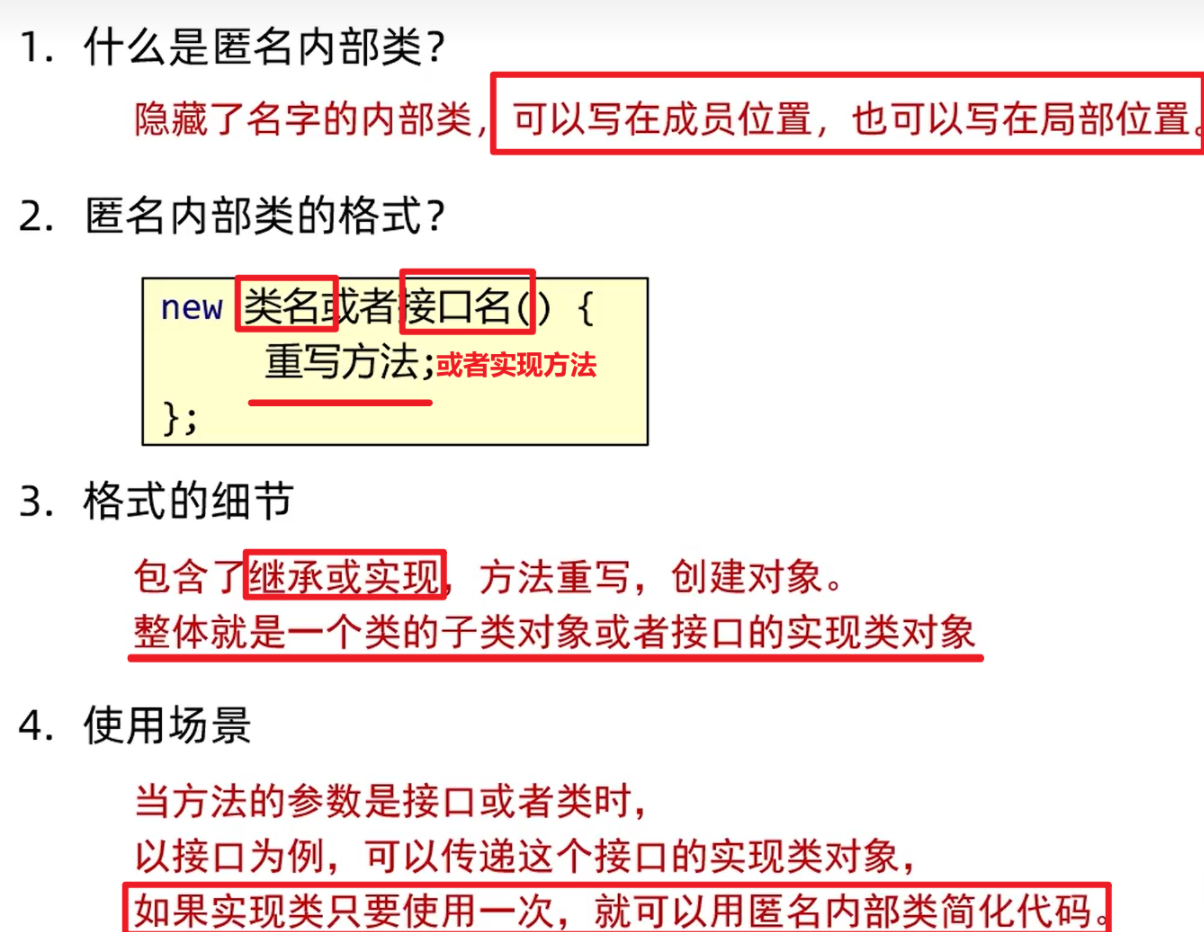 1. 什么是匿名内部类？
隐藏了名字的内部类，可以写在成员位置，也可以写在局部位置。
2. 匿名内部类的格式？
new 类名或者接口名() {
重写方法;或者实现方法
};
3. 格式的细节
包含了继承或实现，方法重写，创建对象。
整体就是一个类的子类对象或者接口的实现类对象
4. 使用场景
当方法的参数是接口或者类时，
以接口为例，可以传递这个接口的实现类对象，
如果实现类只要使用一次，就可以用匿名内部类简化代码。